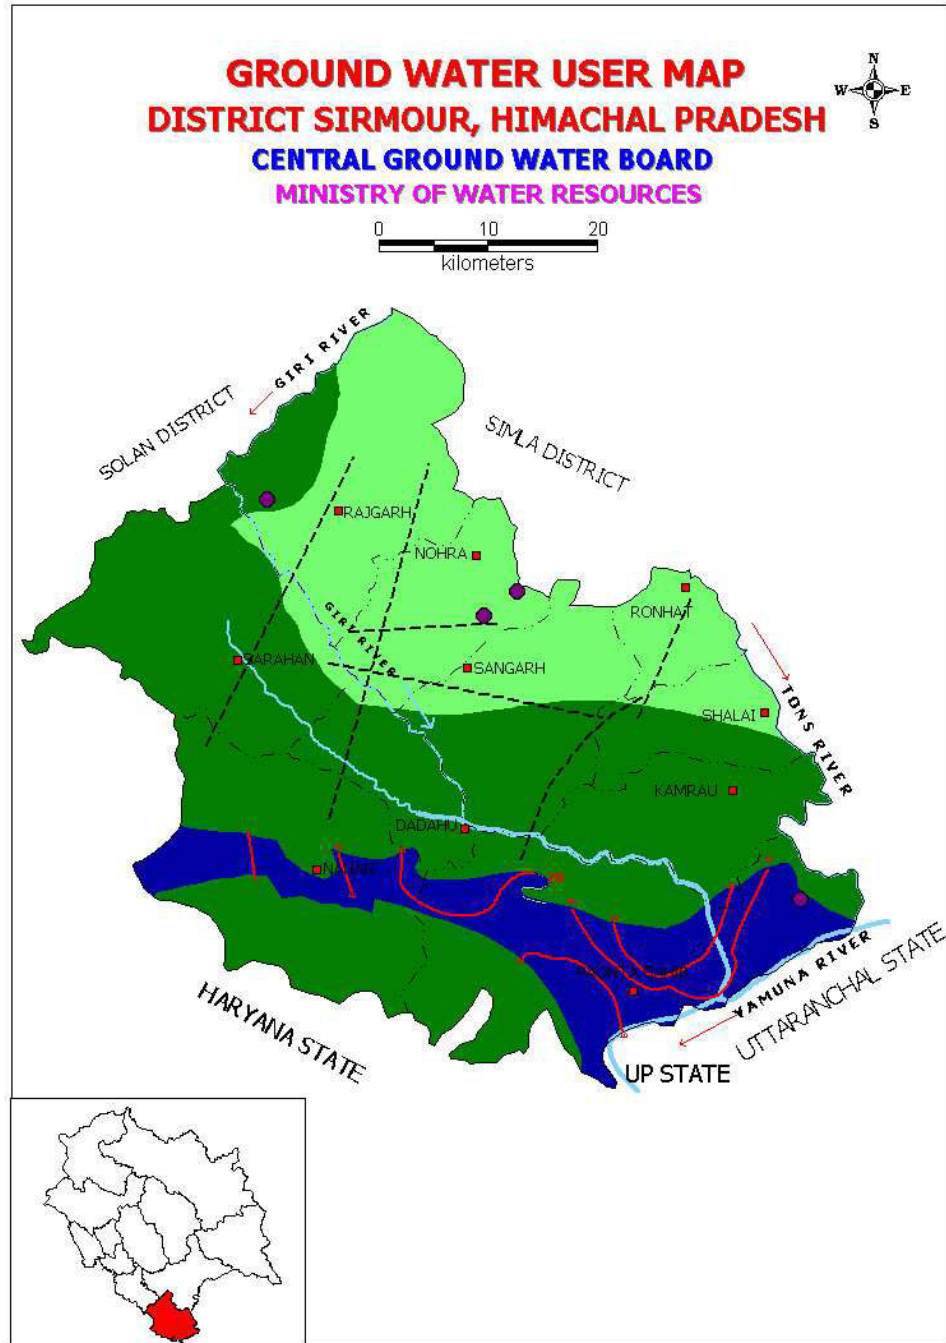 GROUND WATER USER MAP
DISTRICT SIRMOUR, HIMACHAL PRADESH
CENTRAL GROUND WATER BOARD
MINISTRY OF WATER RESOURCES
N
W E
S
0 10 20
kilometers
GIRI RIVER
SOLAN DISTRICT
SIMLA DISTRICT
RAJGARH
NOHRA
RONHAT
GIRI RIVER
SARAHAN
SANGARH
SHALAI
TONS RIVER
KAMRAU
DADAHU
NAHAN
YAMUNA RIVER
UTTARANCHAL STATE
HARYANA STATE
UP STATE